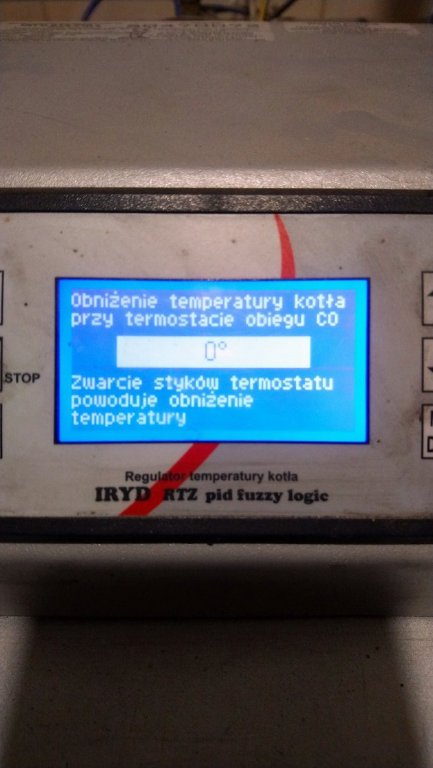 Obniżenie temperatury kotła
przy termostacie obiegu CO
0°
Zwarcie styków termostatu
powoduje obniżenie
temperatury
STOP
Regulator temperatury kotła
IRYD RTZ pid fuzzy logic